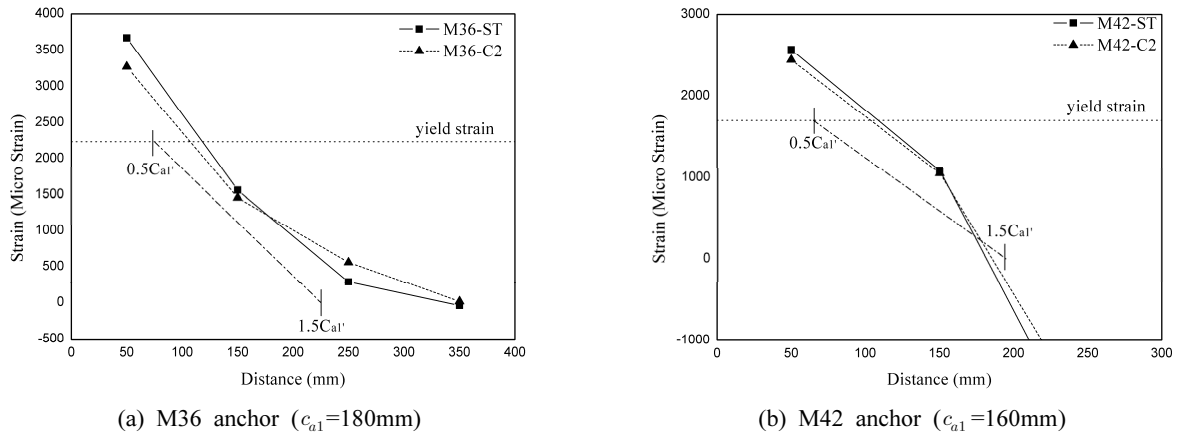 4000
3500
3000
2500
2000
1500
1000
500
0
-500
Strain (Micro Strain)
M36-ST
M36-C2
yield strain
0.5Ca1'
1.5Ca1'
0 50 100 150 200 250 300 350 400
Distance (mm)
(a) M36 anchor (ca1=180mm)
3000
2000
1000
0
-1000
Strain (Micro Strain)
M42-ST
M42-C2
yield strain
0.5Ca1'
1.5Ca1'
0 50 100 150 200 250 300
Distance (mm)
(b) M42 anchor (ca1=160mm)